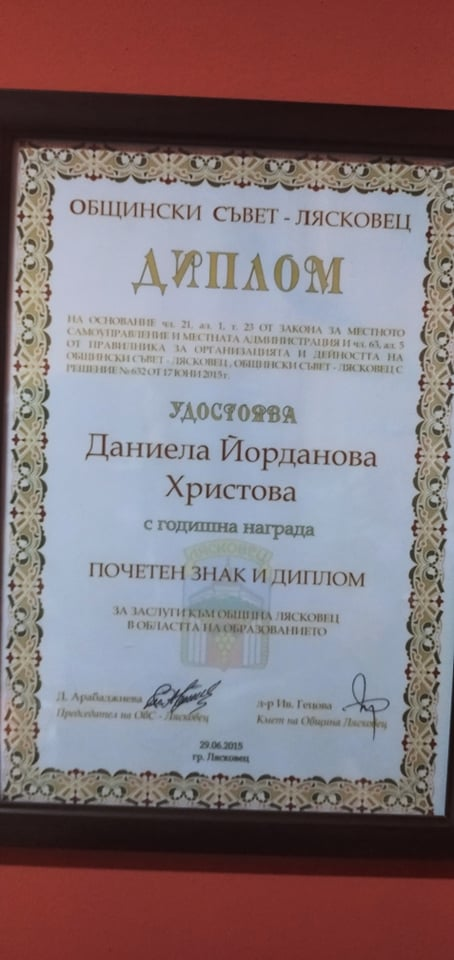 ОБЩИНСКИ СЪВЕТ - ЛЯСКОВЕЦ
ДИПЛОМ
НА ОСНОВАНИЕ чл. 21, ал. 1, т. 23 ОТ ЗАКОНА ЗА МЕСТНОТО
САМОУПРАВЛЕНИЕ И МЕСТНАТА АДМИНИСТРАЦИЯ И чл. 63, ал. 5
ОТ ПРАВИЛНИКА ЗА ОРГАНИЗАЦИЯТА И ДЕЙНОСТТА НА
ОБЩИНСКИ СЪВЕТ - ЛЯСКОВЕЦ, ОБЩИНСКИ СЪВЕТ - ЛЯСКОВЕЦ С
РЕШЕНИЕ № 632 ОТ 17 ЮНИ 2015 г.
УДОСТОЯВА
Даниела Йорданова
Христова
с годишна награда
ЛЯСКОВЕЦ
ПОЧЕТЕН ЗНАК И ДИПЛОМ
ЗА ЗАСЛУГИ КЪМ ОБЩИНА ЛЯСКОВЕЦ
В ОБЛАСТТА НА ОБРАЗОВАНИЕТО
Д. Арабаджиева
Председател на ОбС - Лясковец
д-р Ив. Гецова
Кмет на Община Лясковец
29.06.2015
гр. Лясковец